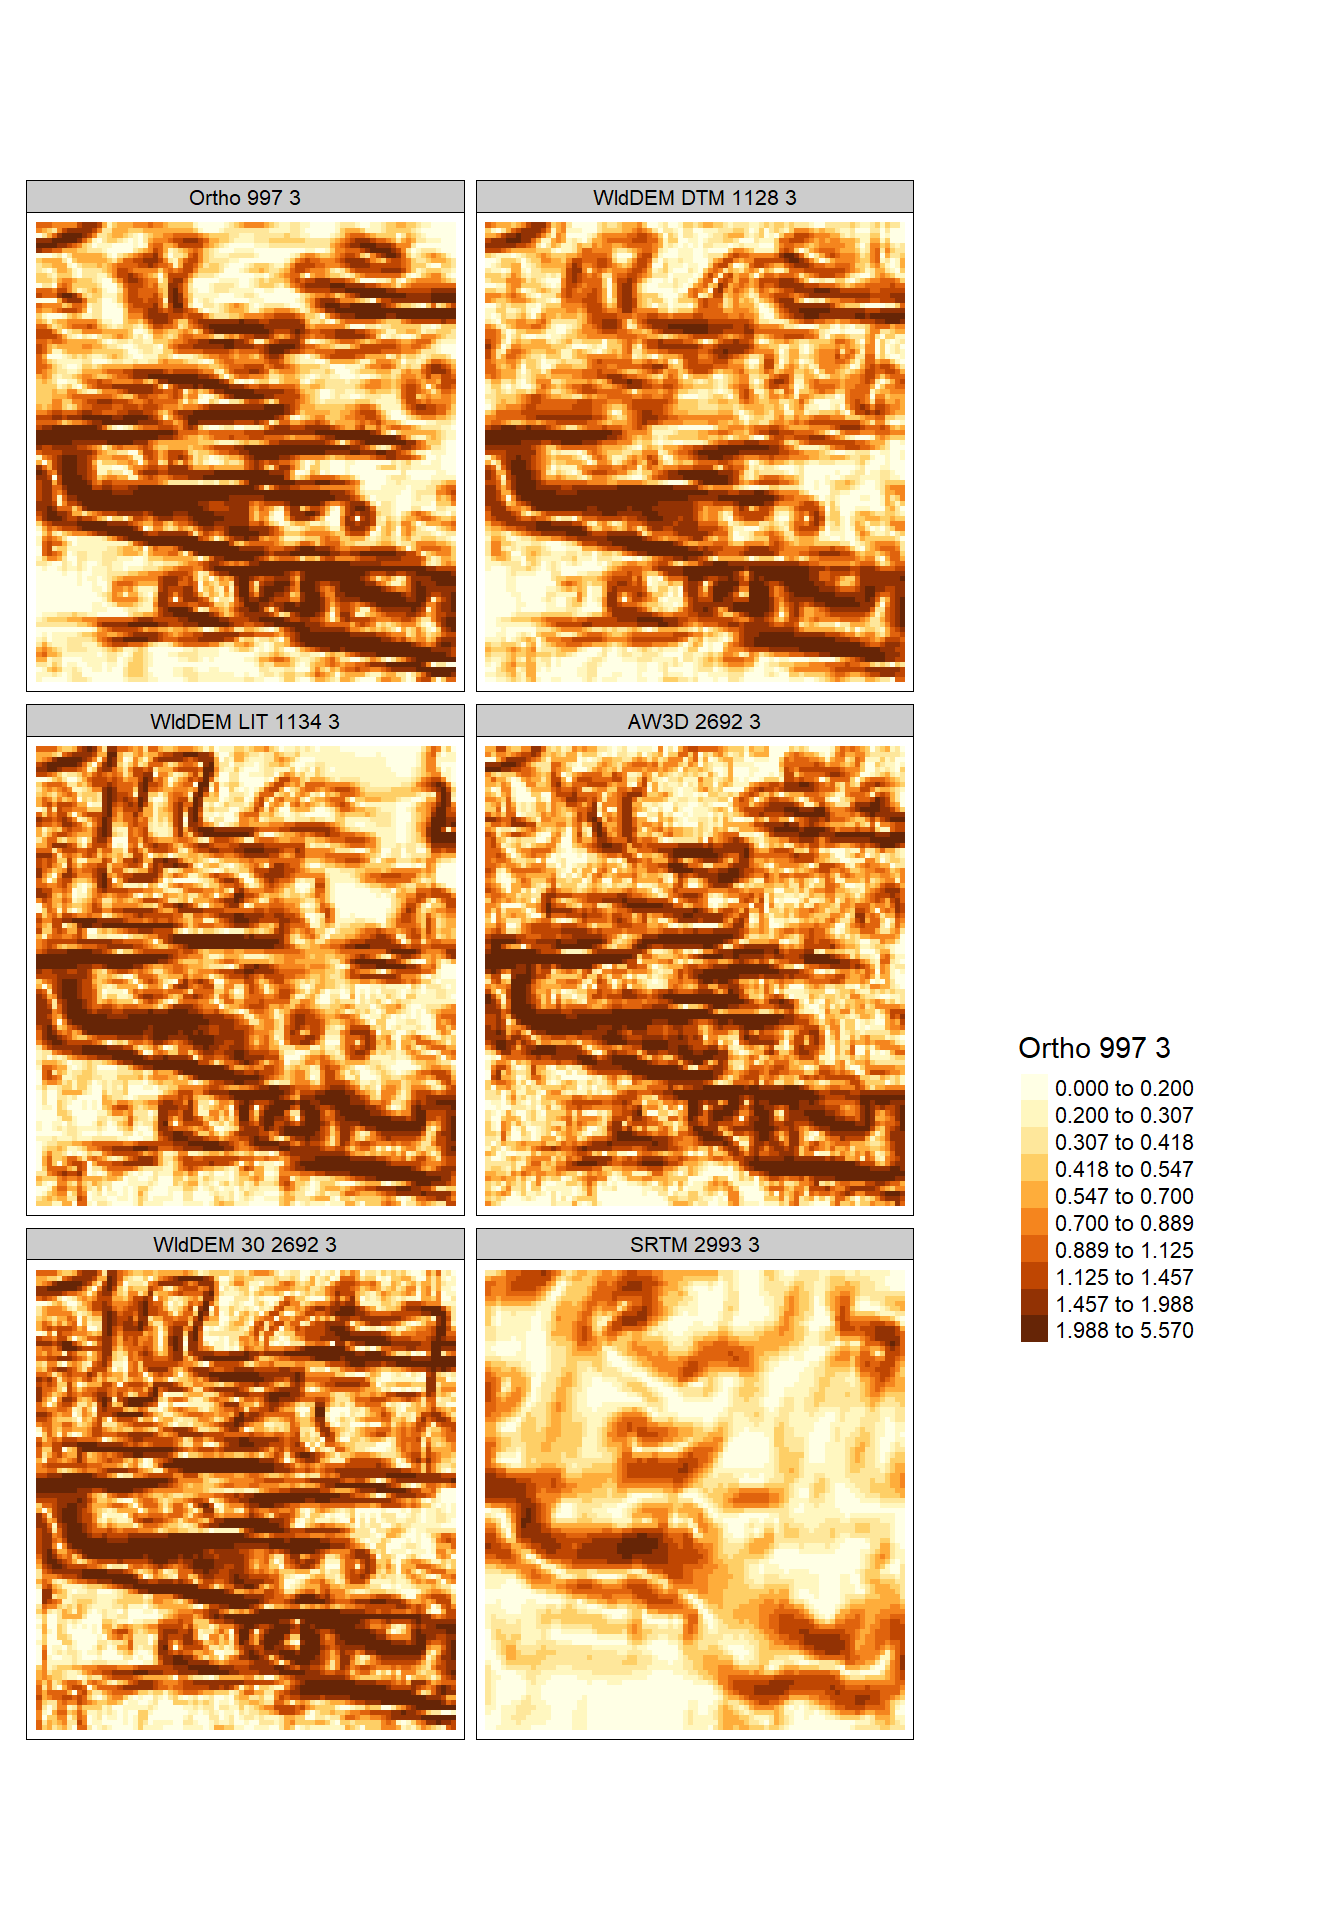 Ortho 997 3
WldDEM DTM 1128 3
WldDEM LIT 1134 3
AW3D 2692 3
WldDEM 30 2692 3
SRTM 2993 3
Ortho 997 3
0.000 to 0.200
0.200 to 0.307
0.307 to 0.418
0.418 to 0.547
0.547 to 0.700
0.700 to 0.889
0.889 to 1.125
1.125 to 1.457
1.457 to 1.988
1.988 to 5.570